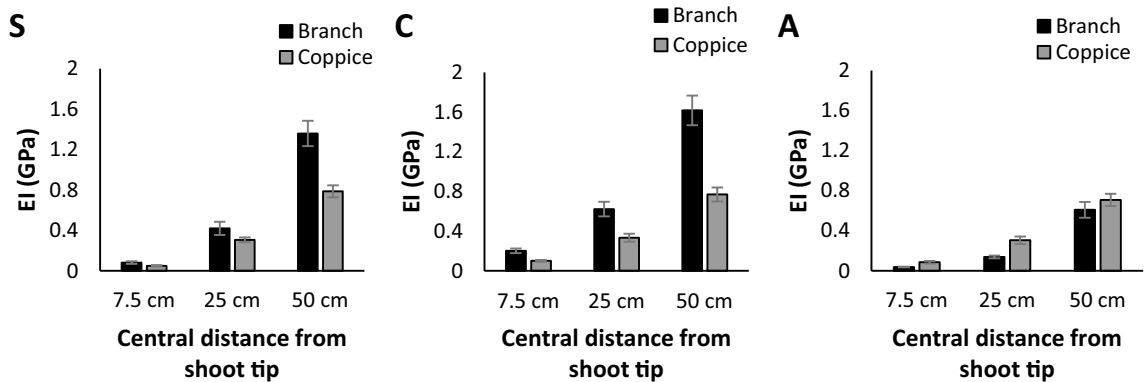 S
Branch
Coppice
EI (GPa)
2
1.6
1.2
0.8
0.4
0
7.5 cm 25 cm 50 cm
Central distance from
shoot tip
C
Branch
Coppice
EI (GPa)
2
1.6
1.2
0.8
0.4
0
7.5 cm 25 cm 50 cm
Central distance from
shoot tip
A
Branch
Coppice
EI (GPa)
2
1.6
1.2
0.8
0.4
0
7.5 cm 25 cm 50 cm
Central distance from
shoot tip